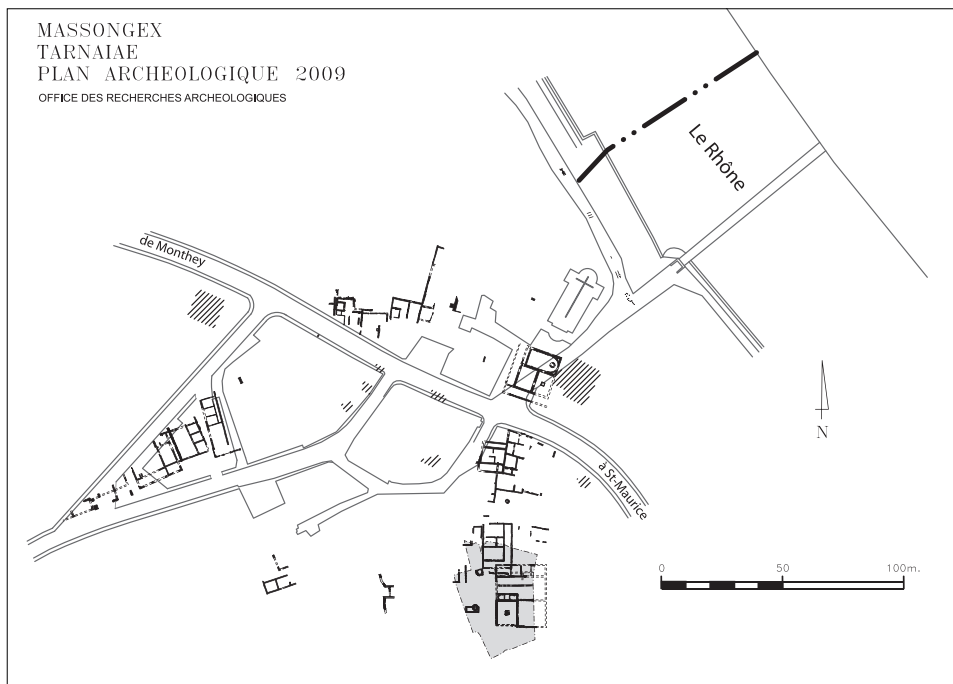 MASSONGEX
TARNAIAE
PLAN ARCHEOLOGIQUE 2009
OFFICE DES RECHERCHES ARCHEOLOGIQUES
Le Rhône
de Monthey
N
à St-Maurice
0 50 100m.